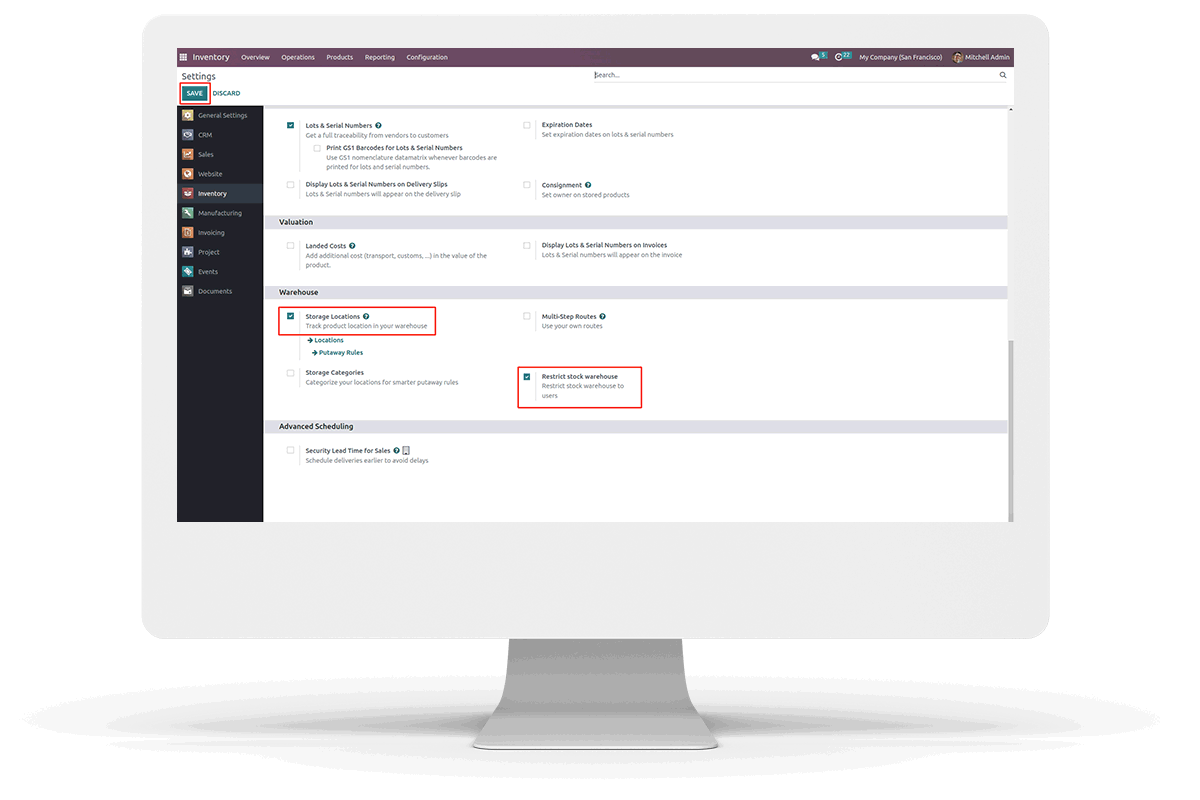 Inventory Overview Operations Products Reporting Configuration 5 22 My Company (San Francisco) Mitchell Admin
Settings
Search...
SAVE DISCARD
General Settings
CRM
Sales
Website
Inventory
Manufacturing
Invoicing
Project
Events
Documents
Lots & Serial Numbers
Get a full traceability from vendors to customers
Print GS1 Barcodes for Lots & Serial Numbers
Use GS1 nomenclature datamatrix whenever barcodes are
printed for lots and serial numbers.
Expiration Dates
Set expiration dates on lots & serial numbers
Display Lots & Serial Numbers on Delivery Slips
Lots & Serial numbers will appear on the delivery slip
Consignment
Set owner on stored products
Valuation
Landed Costs
Add additional cost (transport, customs, ...) in the value of the
product.
Display Lots & Serial Numbers on Invoices
Lots & Serial numbers will appear on the invoice
Warehouse
Storage Locations
Track product location in your warehouse
Locations
Putaway Rules
Multi-Step Routes
Use your own routes
Storage Categories
Categorize your locations for smarter putaway rules
Restrict stock warehouse
Restrict stock warehouse to
users
Advanced Scheduling
Security Lead Time for Sales
Schedule deliveries earlier to avoid delays